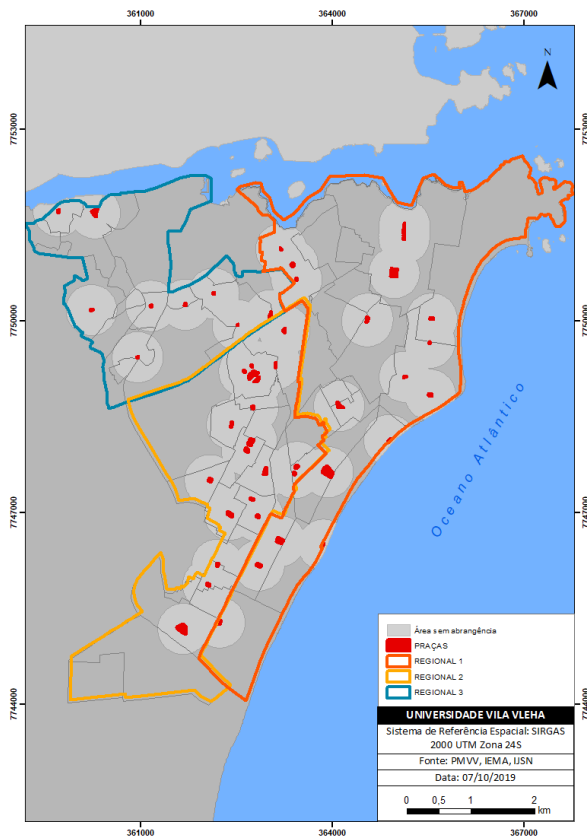 361000 364000 367000
N
7753000 7753000
7750000 7750000
Oceano Atlántico
7747000 7747000
Área sem abrangência
PRAÇAS
REGIONAL 1
REGIONAL 2
REGIONAL 3
7744000 7744000
UNIVERSIDADE VILA VLEHA
Sistema de Referência Espacial: SIRGAS
2000 UTM Zona 24S
Fonte: PMVV, IEMA, IJSN
Data: 07/10/2019
0 0,5 1 2
km
361000 364000 367000